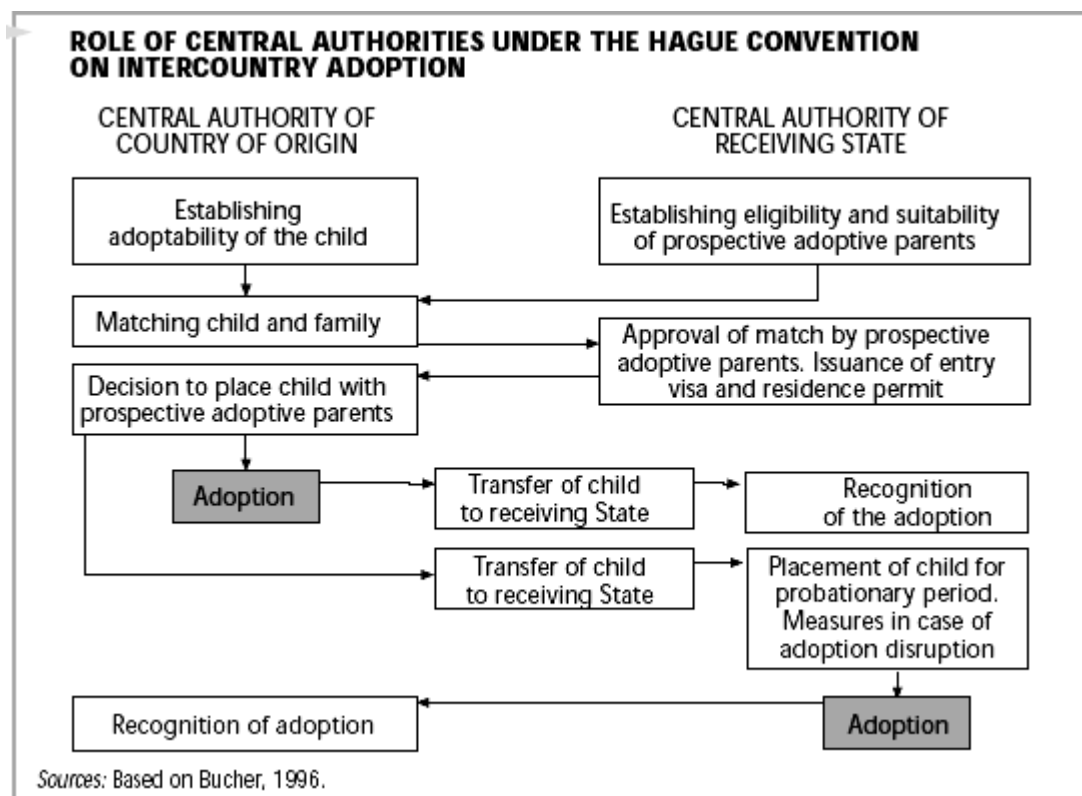 ROLE OF CENTRAL AUTHORITIES UNDER THE HAGUE CONVENTION
ON INTERCOUNTRY ADOPTION
CENTRAL AUTHORITY OF
COUNTRY OF ORIGIN
CENTRAL AUTHORITY OF
RECEIVING STATE
Establishing
adoptability of the child
Establishing eligibility and suitability
of prospective adoptive parents
Matching child and family
Approval of match by prospective
adoptive parents. Issuance of entry
visa and residence permit
Decision to place child with
prospective adoptive parents
Adoption
Transfer of child
to receiving State
Recognition
of the adoption
Transfer of child
to receiving State
Placement of child for
probationary period.
Measures in case of
adoption disruption
Recognition of adoption
Adoption
Sources: Based on Bucher, 1996.